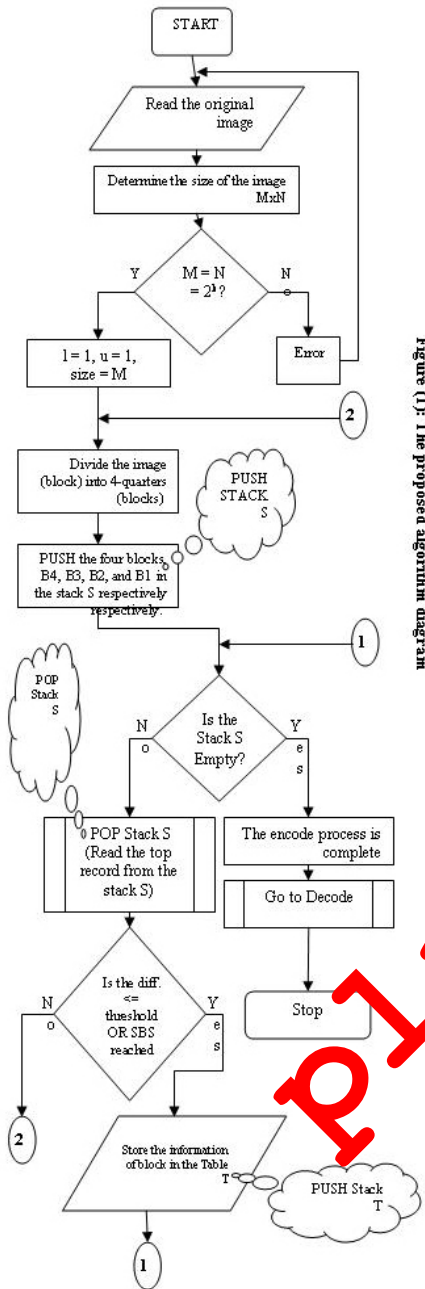 START
Read the original
image
Determine the size of the image
MxN
M = N
= 2ʰ ?
Y
N
o
l = 1, u = 1,
size = M
Error
2
Divide the image
(block) into 4-quarters
(blocks)
PUSH
STACK
S
PUSH the four blocks
B4, B3, B2, and B1 in
the stack S respectively
respectively.
1
POP
Stack
S
Is the
Stack S
Empty?
N
o
Y
e
s
POP Stack S
(Read the top
record from the
stack S)
The encode process is
complete
Go to Decode
Stop
Is the diff.
<=
threshold
OR SBS
reached
N
o
Y
e
s
2
Store the information
of block in the Table
T
PUSH Stack
T
1
Figure (1): The proposed algorithm diagram